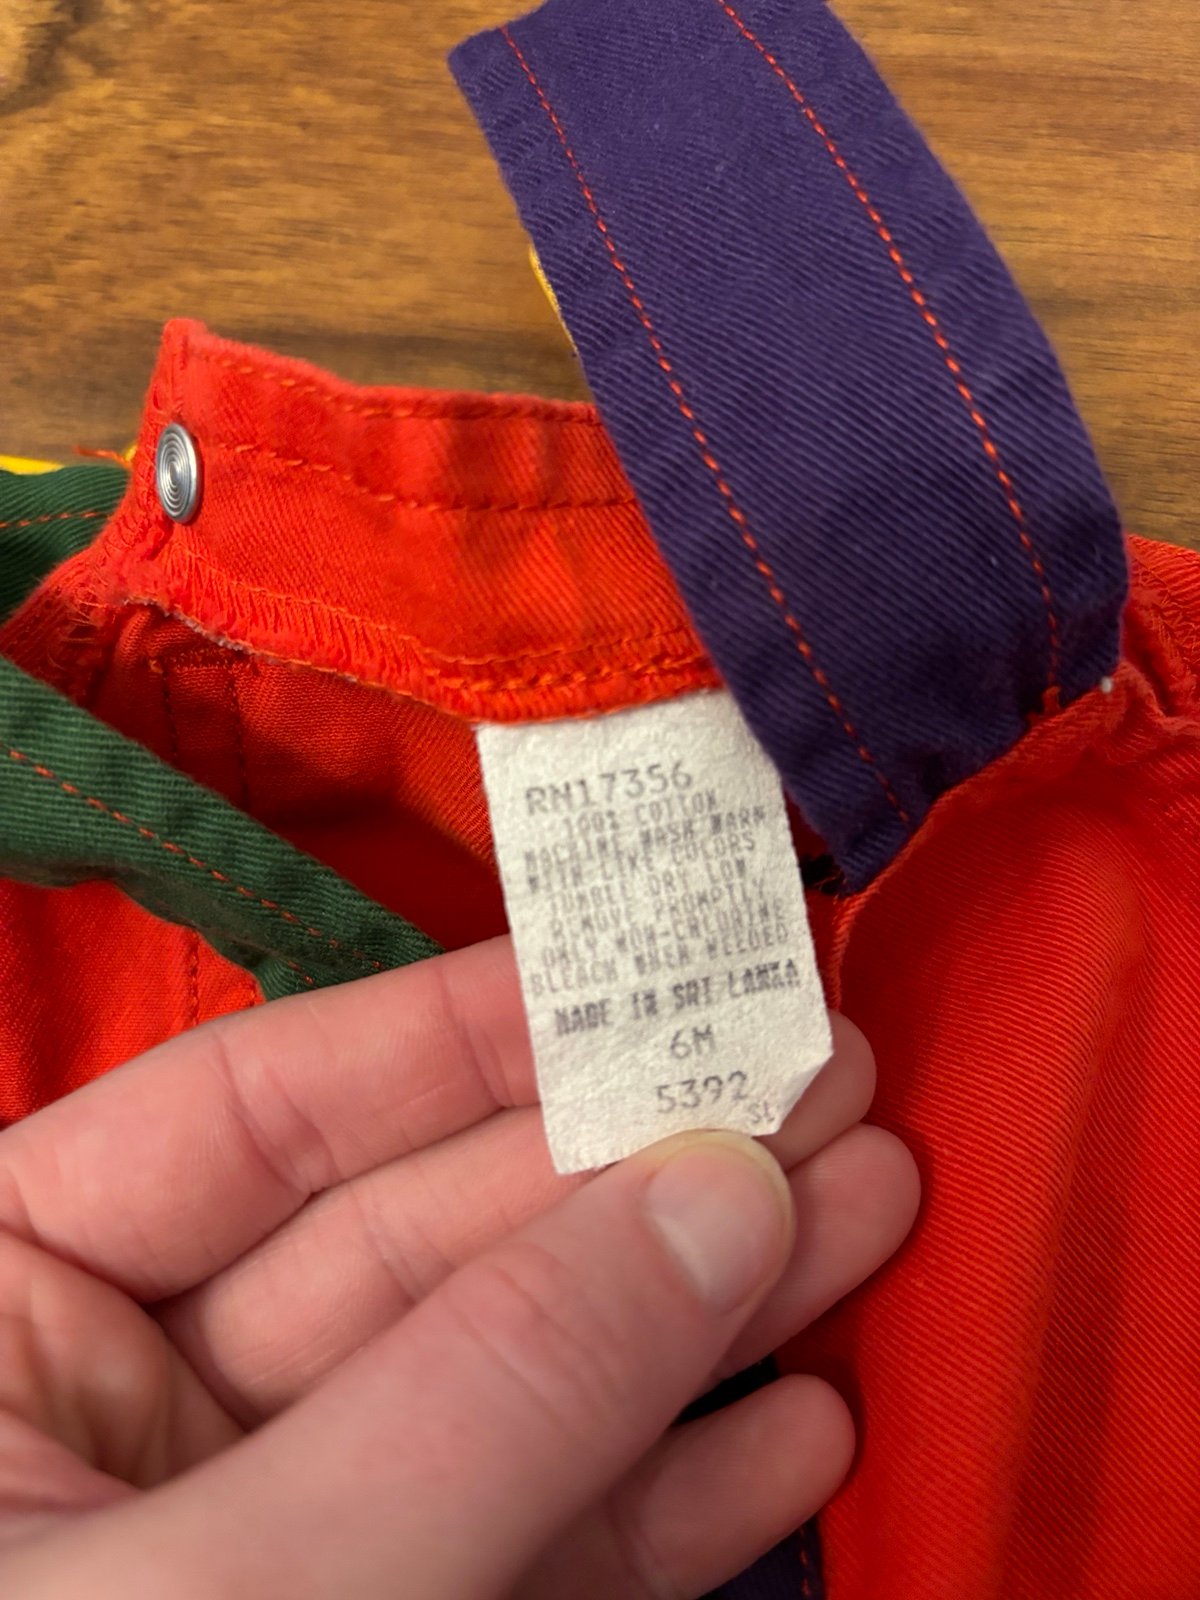 RN17356
100% COTTON
MACHINE WASH WARM
WITH LIKE COLORS
TUMBLE DRY LOW
REMOVE PROMPTLY
ONLY NON-CHLORINE
BLEACH WHEN NEEDED
MADE IN SRI LANKA
6M
5392
SL